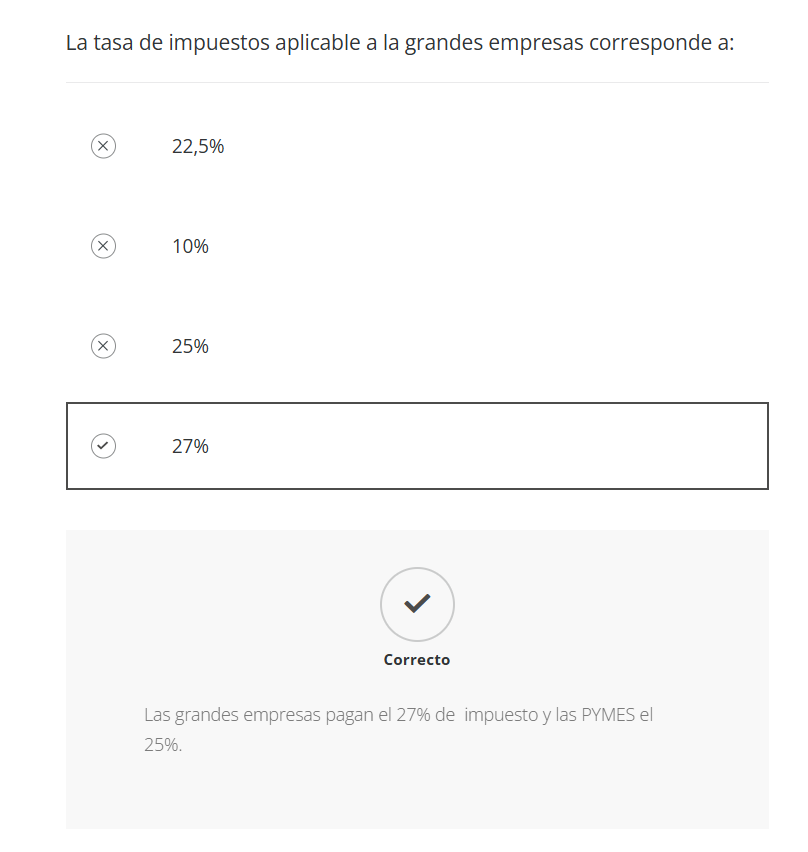 La tasa de impuestos aplicable a la grandes empresas corresponde a:
22,5%
10%
25%
27%
Correcto
Las grandes empresas pagan el 27% de  impuesto y las PYMES el
25%.